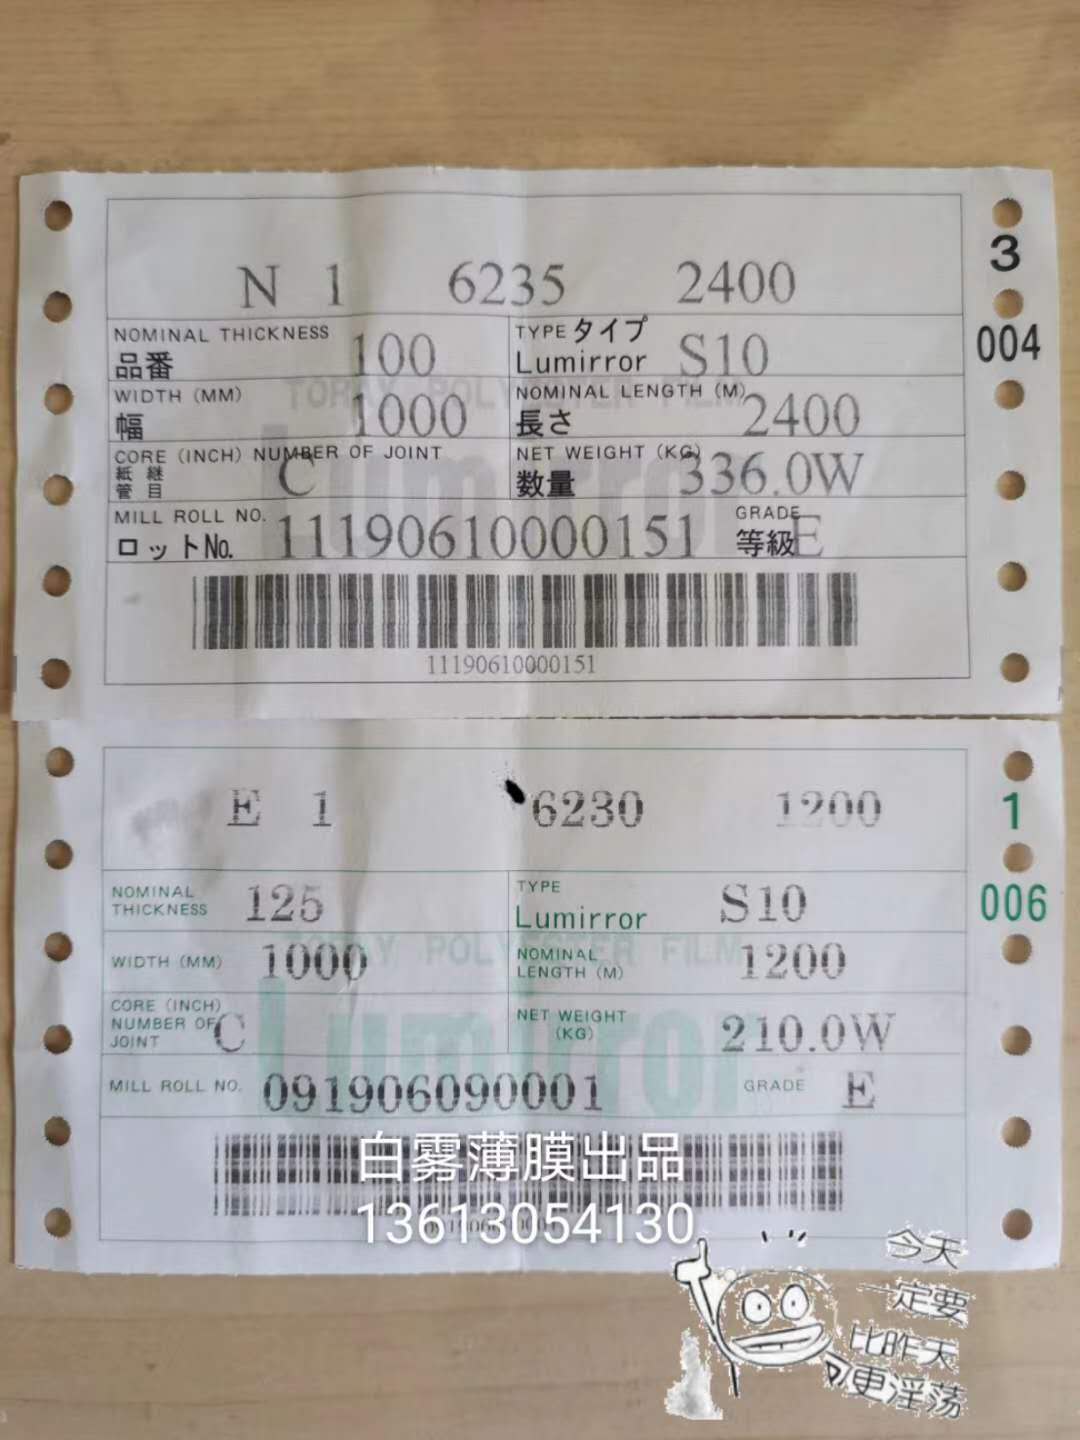 N 1 6235 2400
3
004
NOMINAL THICKNESS
品番 100
TYPE タイプ
Lumirror S10
WIDTH (MM)
幅 1000
NOMINAL LENGTH (M)
長さ 2400
CORE (INCH) NUMBER OF JOINT
紙管 継目 C
NET WEIGHT (KG)
数量 336.0W
MILL ROLL NO.
ロットNo. 11190610000151
GRADE
等級 E
TORAY POLYESTER FILM
Lumirror
11190610000151
E 1 6230 1200
1
006
NOMINAL
THICKNESS 125
TYPE
Lumirror S10
WIDTH (MM) 1000
NOMINAL
LENGTH (M) 1200
CORE (INCH)
NUMBER OF
JOINT C
NET WEIGHT
(KG) 210.0W
MILL ROLL NO. 091906090001
GRADE E
TORAY POLYESTER FILM
Lumirror
白雾薄膜出品
13613054130
今天
一定要
比昨天
更淫荡